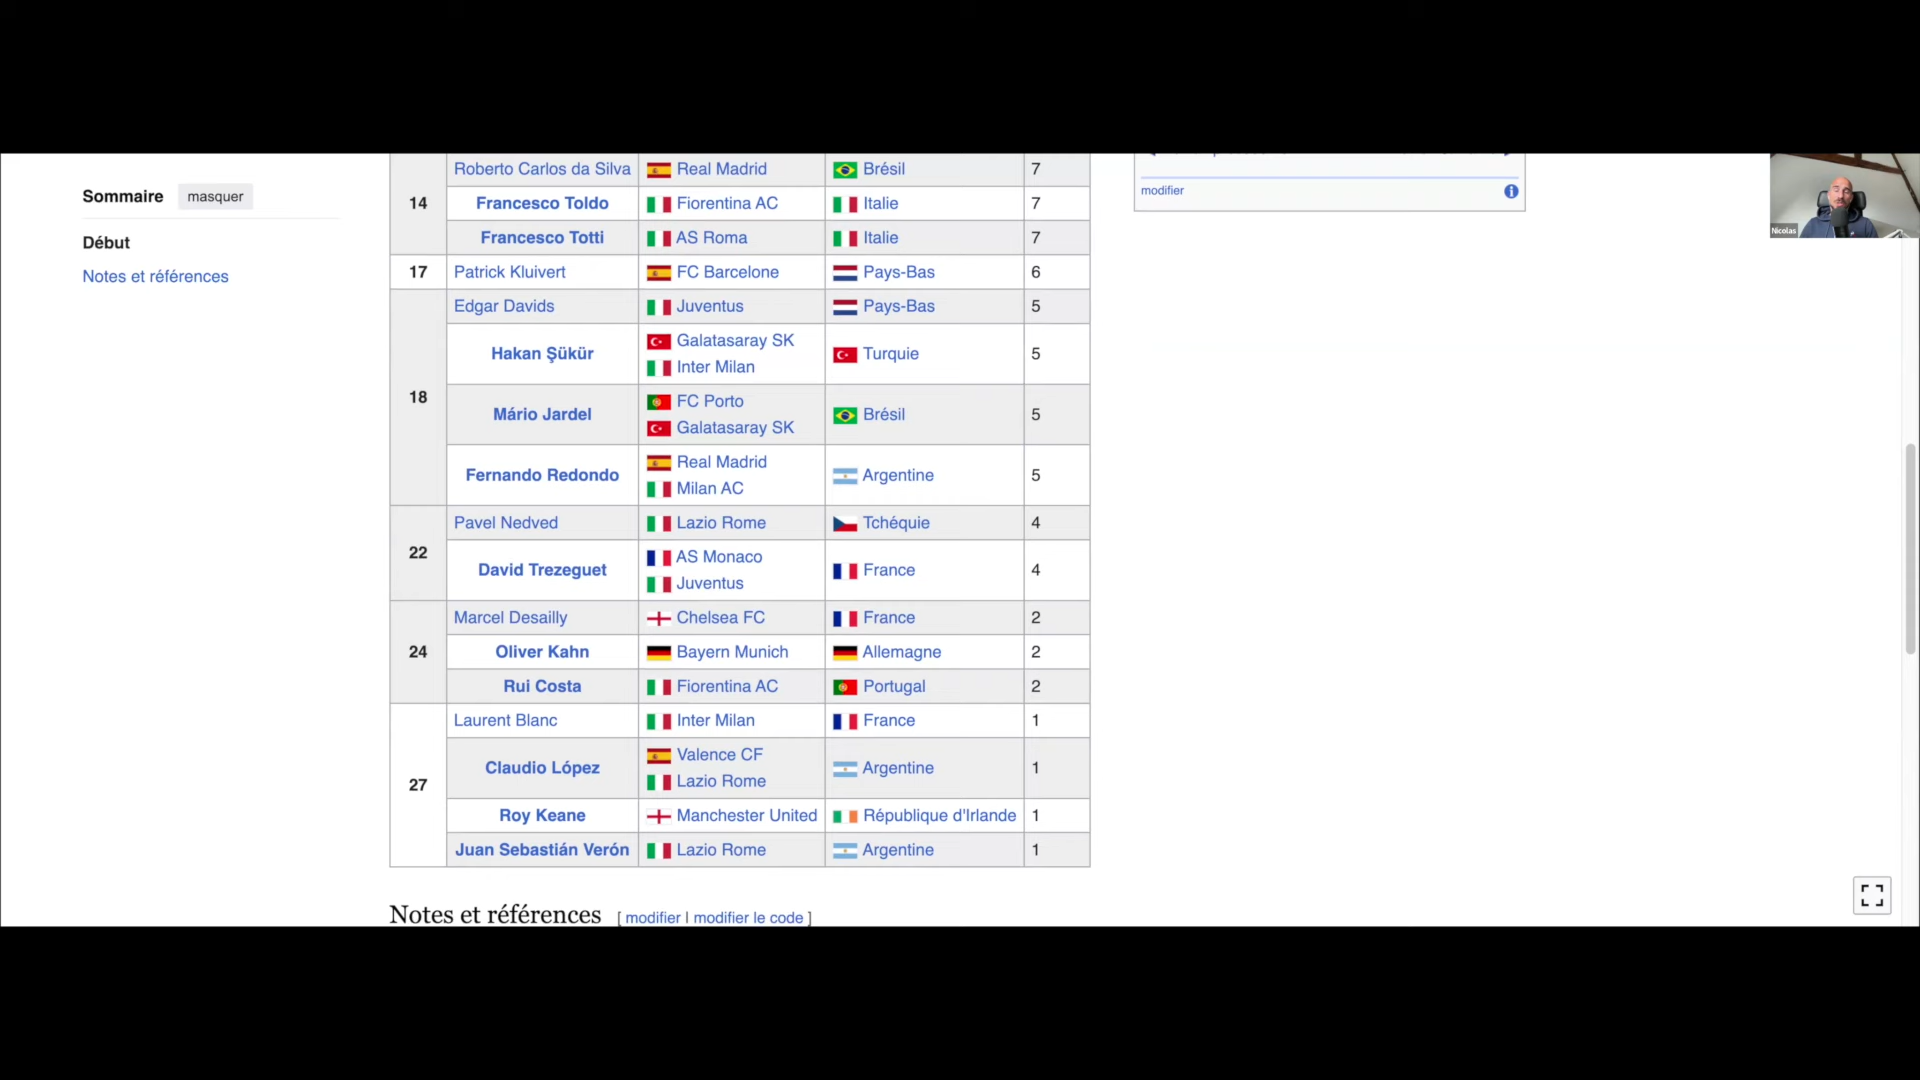 Sommaire masquer
Début
Notes et références
Roberto Carlos da Silva Real Madrid Brésil 7
14 Francesco Toldo Fiorentina AC Italie 7
Francesco Totti AS Roma Italie 7
17 Patrick Kluivert FC Barcelone Pays-Bas 6
18 Edgar Davids Juventus Pays-Bas 5
Hakan Şükür Galatasaray SK Inter Milan Turquie 5
Mário Jardel FC Porto Galatasaray SK Brésil 5
Fernando Redondo Real Madrid Milan AC Argentine 5
22 Pavel Nedved Lazio Rome Tchéquie 4
David Trezeguet AS Monaco Juventus France 4
24 Marcel Desailly Chelsea FC France 2
Oliver Kahn Bayern Munich Allemagne 2
Rui Costa Fiorentina AC Portugal 2
27 Laurent Blanc Inter Milan France 1
Claudio López Valence CF Lazio Rome Argentine 1
Roy Keane Manchester United République d'Irlande 1
Juan Sebastián Verón Lazio Rome Argentine 1
Notes et références [ modifier | modifier le code ]
modifier
Nicolas